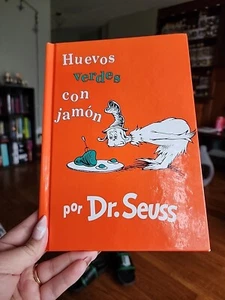 Huevos
verdes
con
jamón
por Dr. Seuss